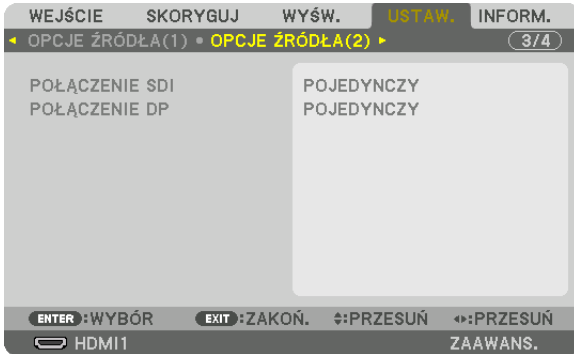 WEJŚCIE SKORYGUJ WYŚW. USTAW. INFORM.
◂ OPCJE ŹRÓDŁA(1) • OPCJE ŹRÓDŁA(2) ▸ 3/4
POŁĄCZENIE SDI POJEDYNCZY
POŁĄCZENIE DP POJEDYNCZY
ENTER :WYBÓR EXIT :ZAKOŃ. :PRZESUŃ :PRZESUŃ
HDMI1 ZAAWANS.